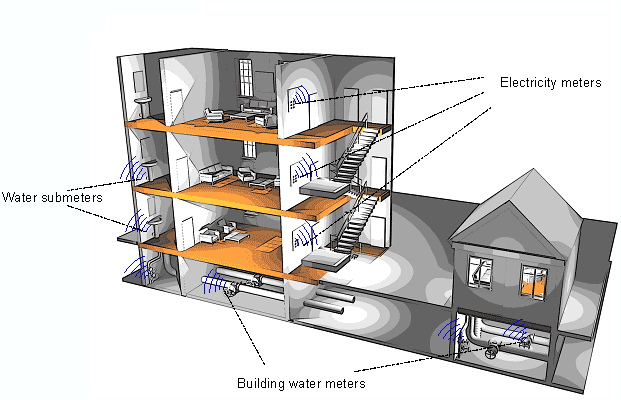 Electricity meters
Water submeters
Building water meters